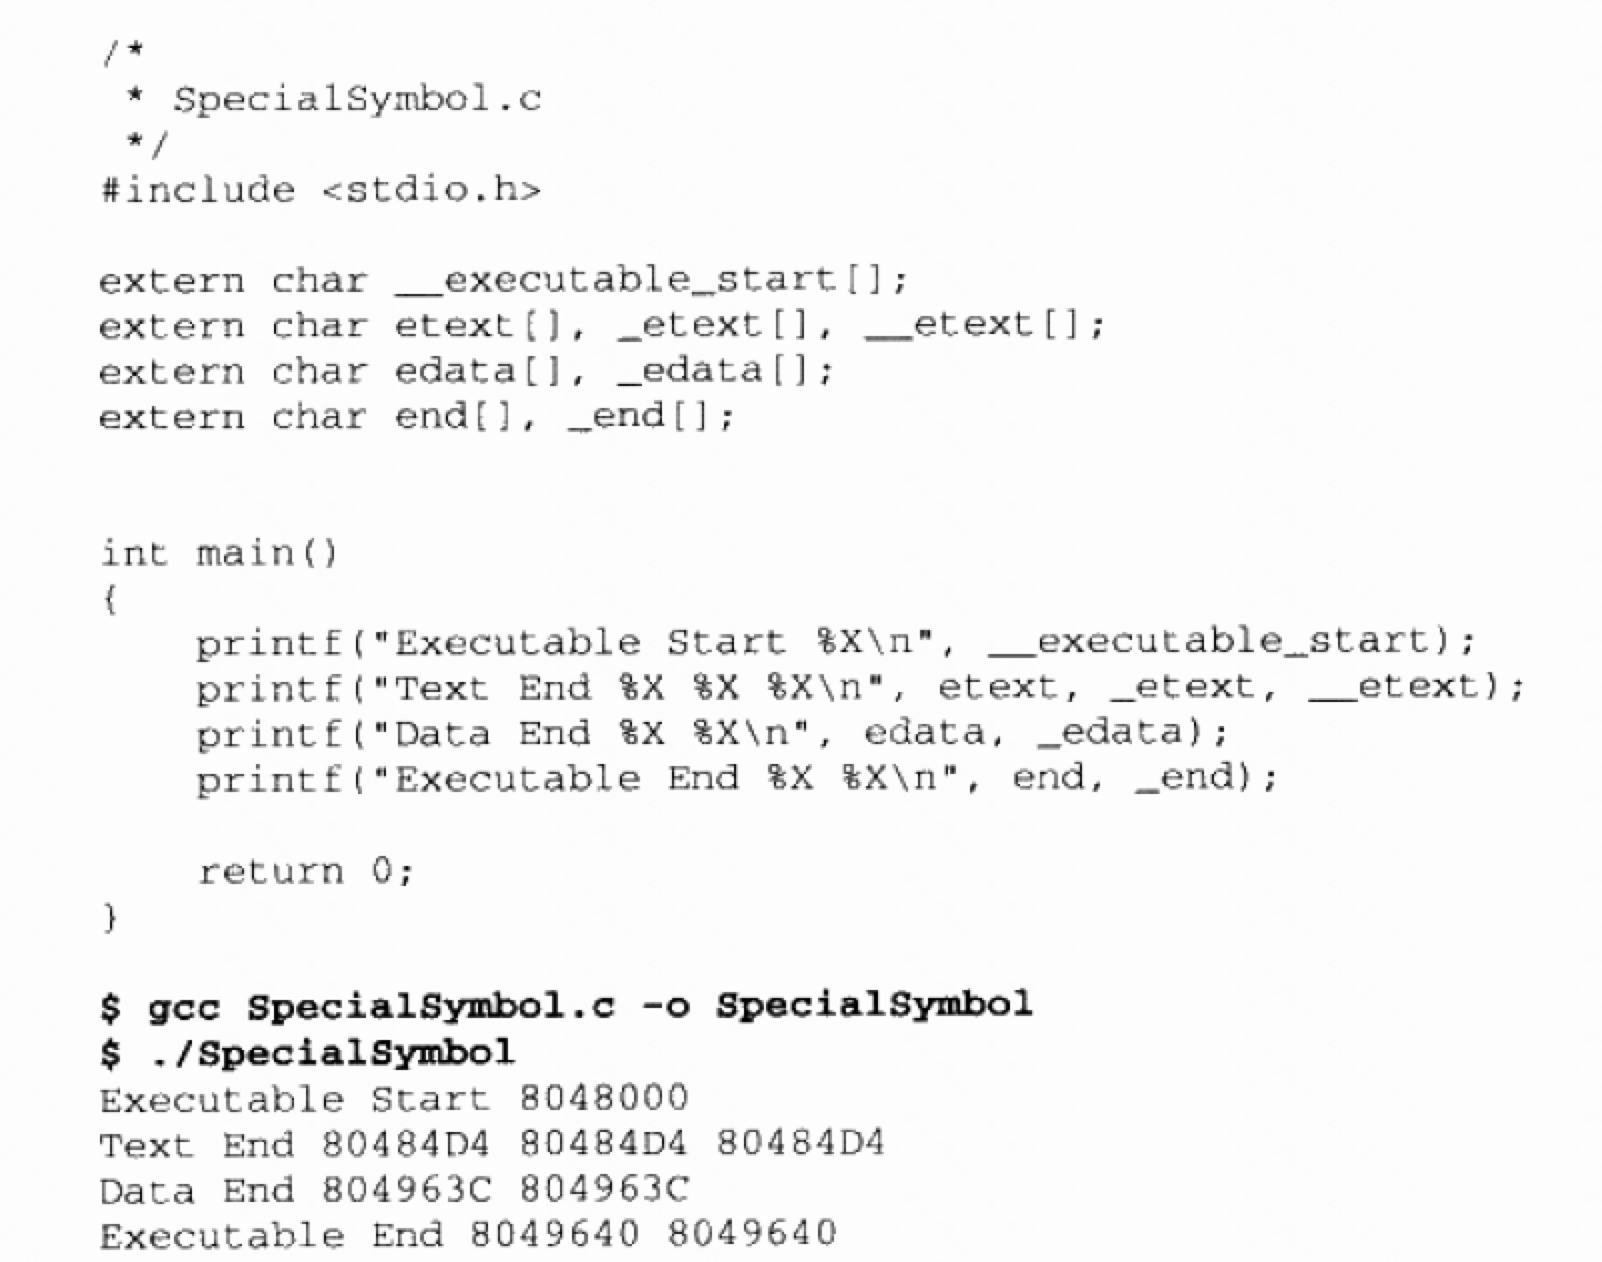 /*
 * SpecialSymbol.c
 */
#include <stdio.h>

extern char __executable_start[];
extern char etext[], _etext[], __etext[];
extern char edata[], _edata[];
extern char end[], _end[];

int main()
{
    printf("Executable Start %X\n", __executable_start);
    printf("Text End %X %X %X\n", etext, _etext, __etext);
    printf("Data End %X %X\n", edata, _edata);
    printf("Executable End %X %X\n", end, _end);

    return 0;
}

$ gcc SpecialSymbol.c -o SpecialSymbol
$ ./SpecialSymbol
Executable Start 8048000
Text End 80484D4 80484D4 80484D4
Data End 804963C 804963C
Executable End 8049640 8049640